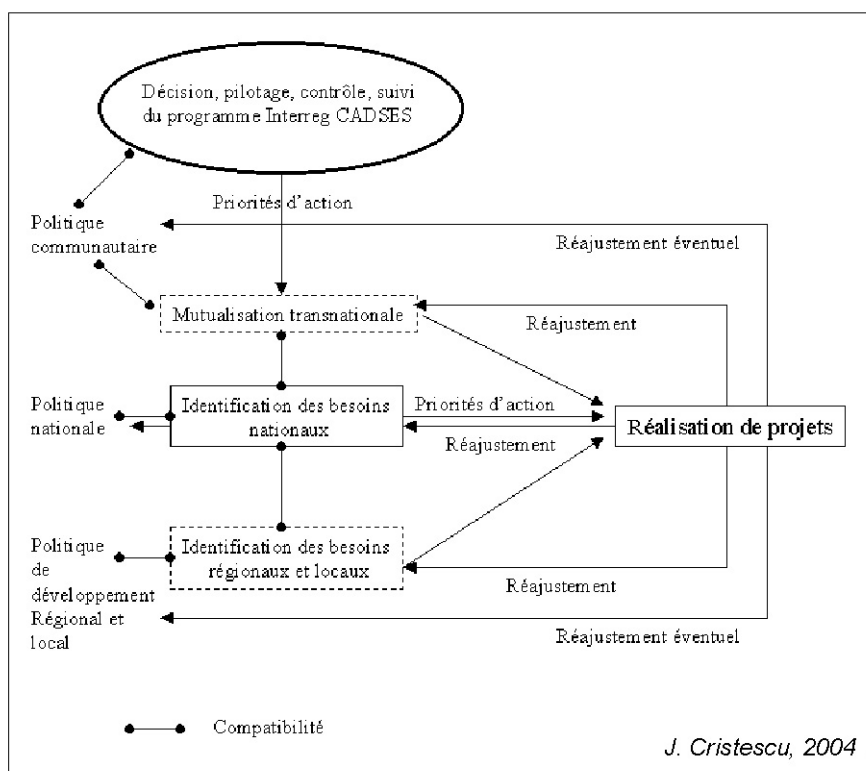 Décision, pilotage, contrôle, suivi
du programme Interreg CADSES
Priorités d'action
Politique
communautaire
Réajustement éventuel
Mutualisation transnationale
Réajustement
Politique
nationale
Identification des besoins
nationaux
Priorités d'action
Réajustement
Réalisation de projets
Politique
de
développement
Régional et
local
Identification des besoins
régionaux et locaux
Réajustement
Réajustement éventuel
Compatibilité
J. Cristescu, 2004